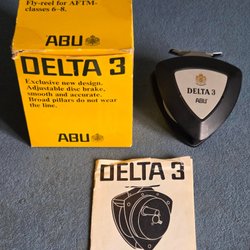 Fly-reel for AFTM-
classes 6-8.
ABU
DELTA 3
Exclusive new design.
Adjustable disc brake,
smooth and accurate.
Broad pillars do not wear
the line.
ABU
DELTA 3
ABU
DELTA 3